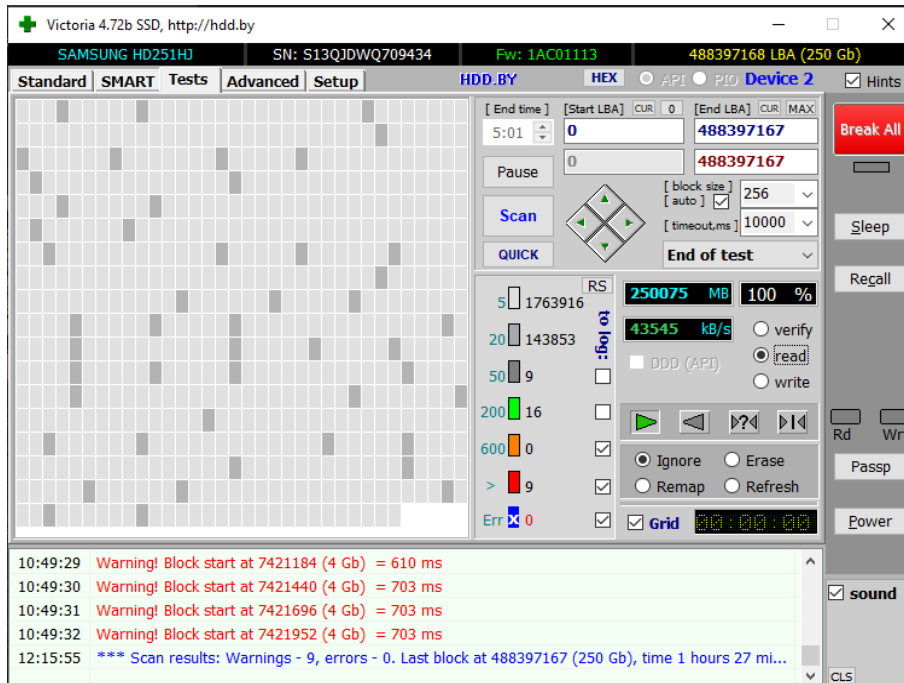 Victoria 4.72b SSD, http://hdd.by
SAMSUNG HD251HJ SN: S13QJDWQ709434 Fw: 1AC01113 488397168 LBA (250 Gb)
Standard SMART Tests Advanced Setup HDD.BY HEX API PIO Device 2 Hints
[ End time ] [Start LBA] CUR 0 [End LBA] CUR MAX
5:01 0 488397167
Break All
Pause 0 488397167
[ block size ]
[ auto ] 256
Scan
[ timeout,ms ] 10000
Sleep
QUICK End of test
Recall
RS
5 1763916 250075 MB 100 %
to log:
20 143853 43545 kB/s verify
DDD (API) read
50 9 write
200 16
Rd Wr
600 0 Ignore Erase
Passp
> 9 Remap Refresh
Err x 0 Grid 00:00:00
Power
10:49:29 Warning! Block start at 7421184 (4 Gb) = 610 ms
10:49:30 Warning! Block start at 7421440 (4 Gb) = 703 ms
sound
10:49:31 Warning! Block start at 7421696 (4 Gb) = 703 ms
10:49:32 Warning! Block start at 7421952 (4 Gb) = 703 ms
12:15:55 *** Scan results: Warnings - 9, errors - 0. Last block at 488397167 (250 Gb), time 1 hours 27 mi...
CLS